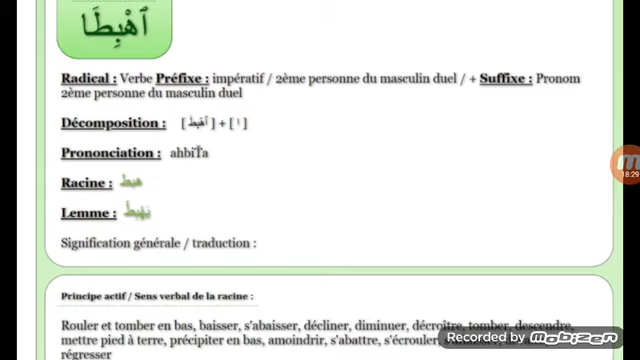 ٱهْبِطَا
Radical : Verbe Préfixe : impératif / 2ème personne du masculin duel / + Suffixe : Pronom
2ème personne du masculin duel
Décomposition : [ ٱهْبِطَ ] + [ ا ]
Prononciation : ahbiT̈a
Racine : هبط
Lemme : يَهْبِطُ
Signification générale / traduction :
18:29
Principe actif / Sens verbal de la racine :
Rouler et tomber en bas, baisser, s'abaisser, décliner, diminuer, décroître, tomber, descendre,
mettre pied à terre, précipiter en bas, amoindrir, s'abattre, s'écrouler,
régresser
Recorded by mobizen